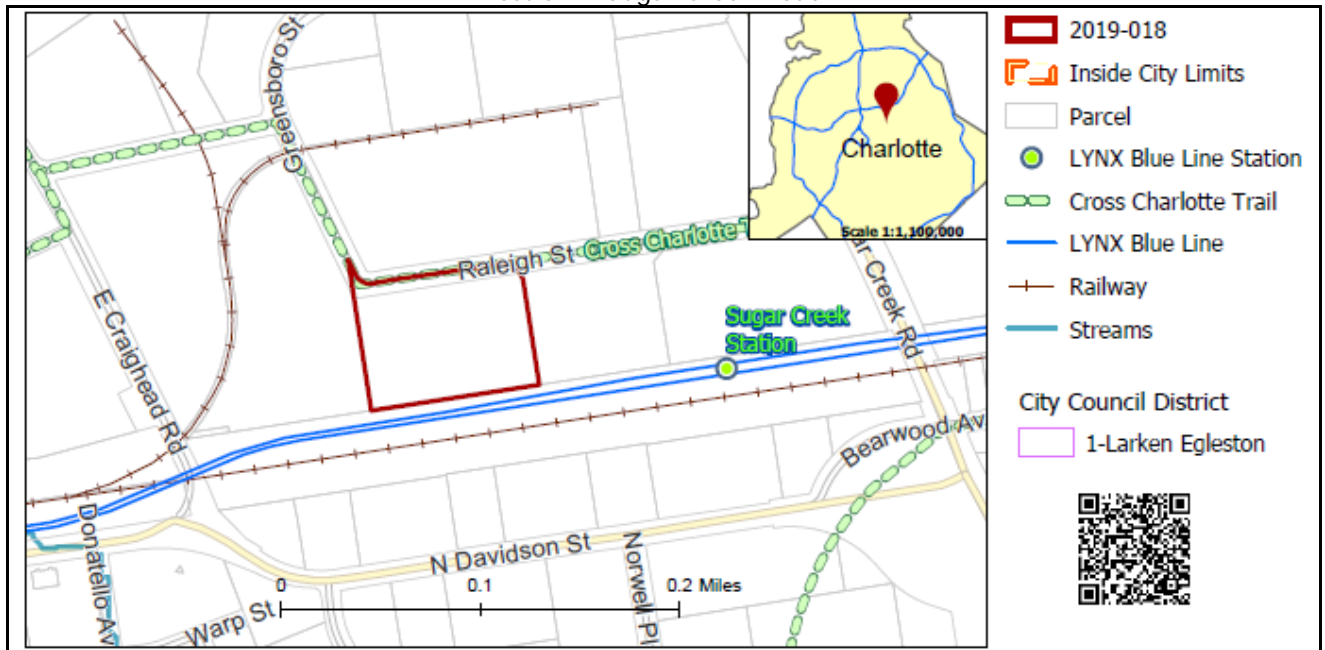 Greensboro St
Charlotte
Scale 1:1,100,000
Raleigh St
Cross Charlotte
ar Creek Rd
E Craighead Rd
Sugar Creek
Station
Bearwood Av
Donatello Av
N Davidson St
Norwell Pl
Warp St
0
0.1
0.2 Miles
2019-018
Inside City Limits
Parcel
LYNX Blue Line Station
Cross Charlotte Trail
LYNX Blue Line
Railway
Streams
City Council District
1-Larken Egleston